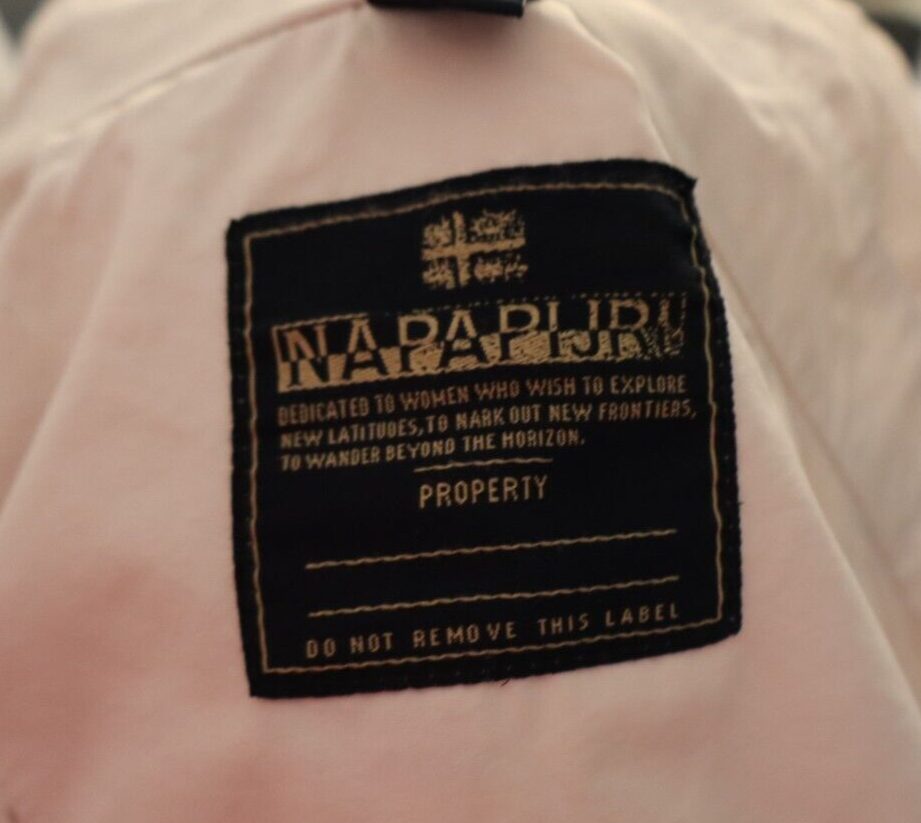 NAPAPIJRI
DEDICATED TO WOMEN WHO WISH TO EXPLORE
NEW LATITUDES, TO NARK OUT NEW FRONTIERS,
TO WANDER BEYOND THE HORIZON.
PROPERTY
DO NOT REMOVE THIS LABEL